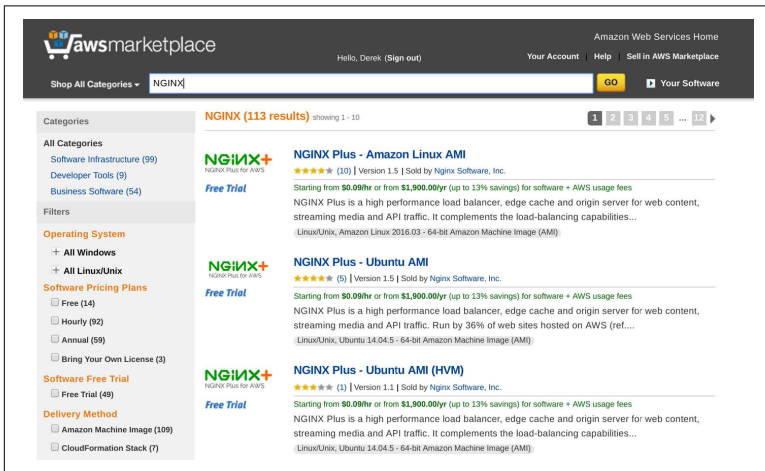 awsmarketplace
Amazon Web Services Home
Hello, Derek (Sign out)
Your Account | Help | Sell in AWS Marketplace
Shop All Categories
NGINX
GO
Your Software
Categories
All Categories
Software Infrastructure (99)
Developer Tools (9)
Business Software (54)
Filters
Operating System
+ All Windows
+ All Linux/Unix
Software Pricing Plans
Free (14)
Hourly (92)
Annual (59)
Bring Your Own License (3)
Software Free Trial
Free Trial (49)
Delivery Method
Amazon Machine Image (109)
CloudFormation Stack (7)
NGINX (113 results) showing 1 - 10
1 2 3 4 5 ... 12
NGINX+
NGINX Plus for AWS
Free Trial
NGINX Plus - Amazon Linux AMI
(10) | Version 1.5 | Sold by Nginx Software, Inc.
Starting from $0.09/hr or from $1,900.00/yr (up to 13% savings) for software + AWS usage fees
NGINX Plus is a high performance load balancer, edge cache and origin server for web content,
streaming media and API traffic. It complements the load-balancing capabilities...
Linux/Unix, Amazon Linux 2016.03 - 64-bit Amazon Machine Image (AMI)
NGINX+
NGINX Plus for AWS
Free Trial
NGINX Plus - Ubuntu AMI
(5) | Version 1.5 | Sold by Nginx Software, Inc.
Starting from $0.09/hr or from $1,900.00/yr (up to 13% savings) for software + AWS usage fees
NGINX Plus is a high performance load balancer, edge cache and origin server for web content,
streaming media and API traffic. Run by 36% of web sites hosted on AWS (ref....
Linux/Unix, Ubuntu 14.04.5 - 64-bit Amazon Machine Image (AMI)
NGINX+
NGINX Plus for AWS
Free Trial
NGINX Plus - Ubuntu AMI (HVM)
(1) | Version 1.1 | Sold by Nginx Software, Inc.
Starting from $0.09/hr or from $1,900.00/yr (up to 13% savings) for software + AWS usage fees
NGINX Plus is a high performance load balancer, edge cache and origin server for web content,
streaming media and API traffic. It complements the load-balancing capabilities...
Linux/Unix, Ubuntu 14.04.5 - 64-bit Amazon Machine Image (AMI)